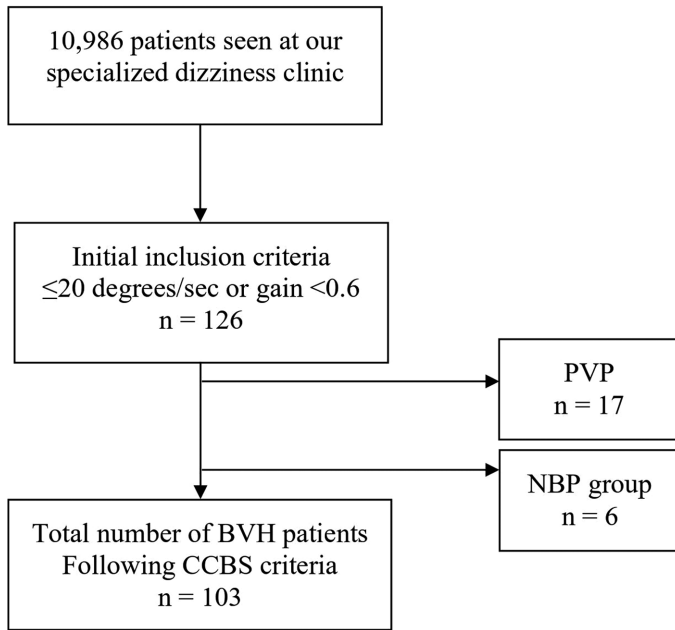 10,986 patients seen at our
specialized dizziness clinic
Initial inclusion criteria
≤20 degrees/sec or gain <0.6
n = 126
PVP
n = 17
NBP group
n = 6
Total number of BVH patients
Following CCBS criteria
n = 103